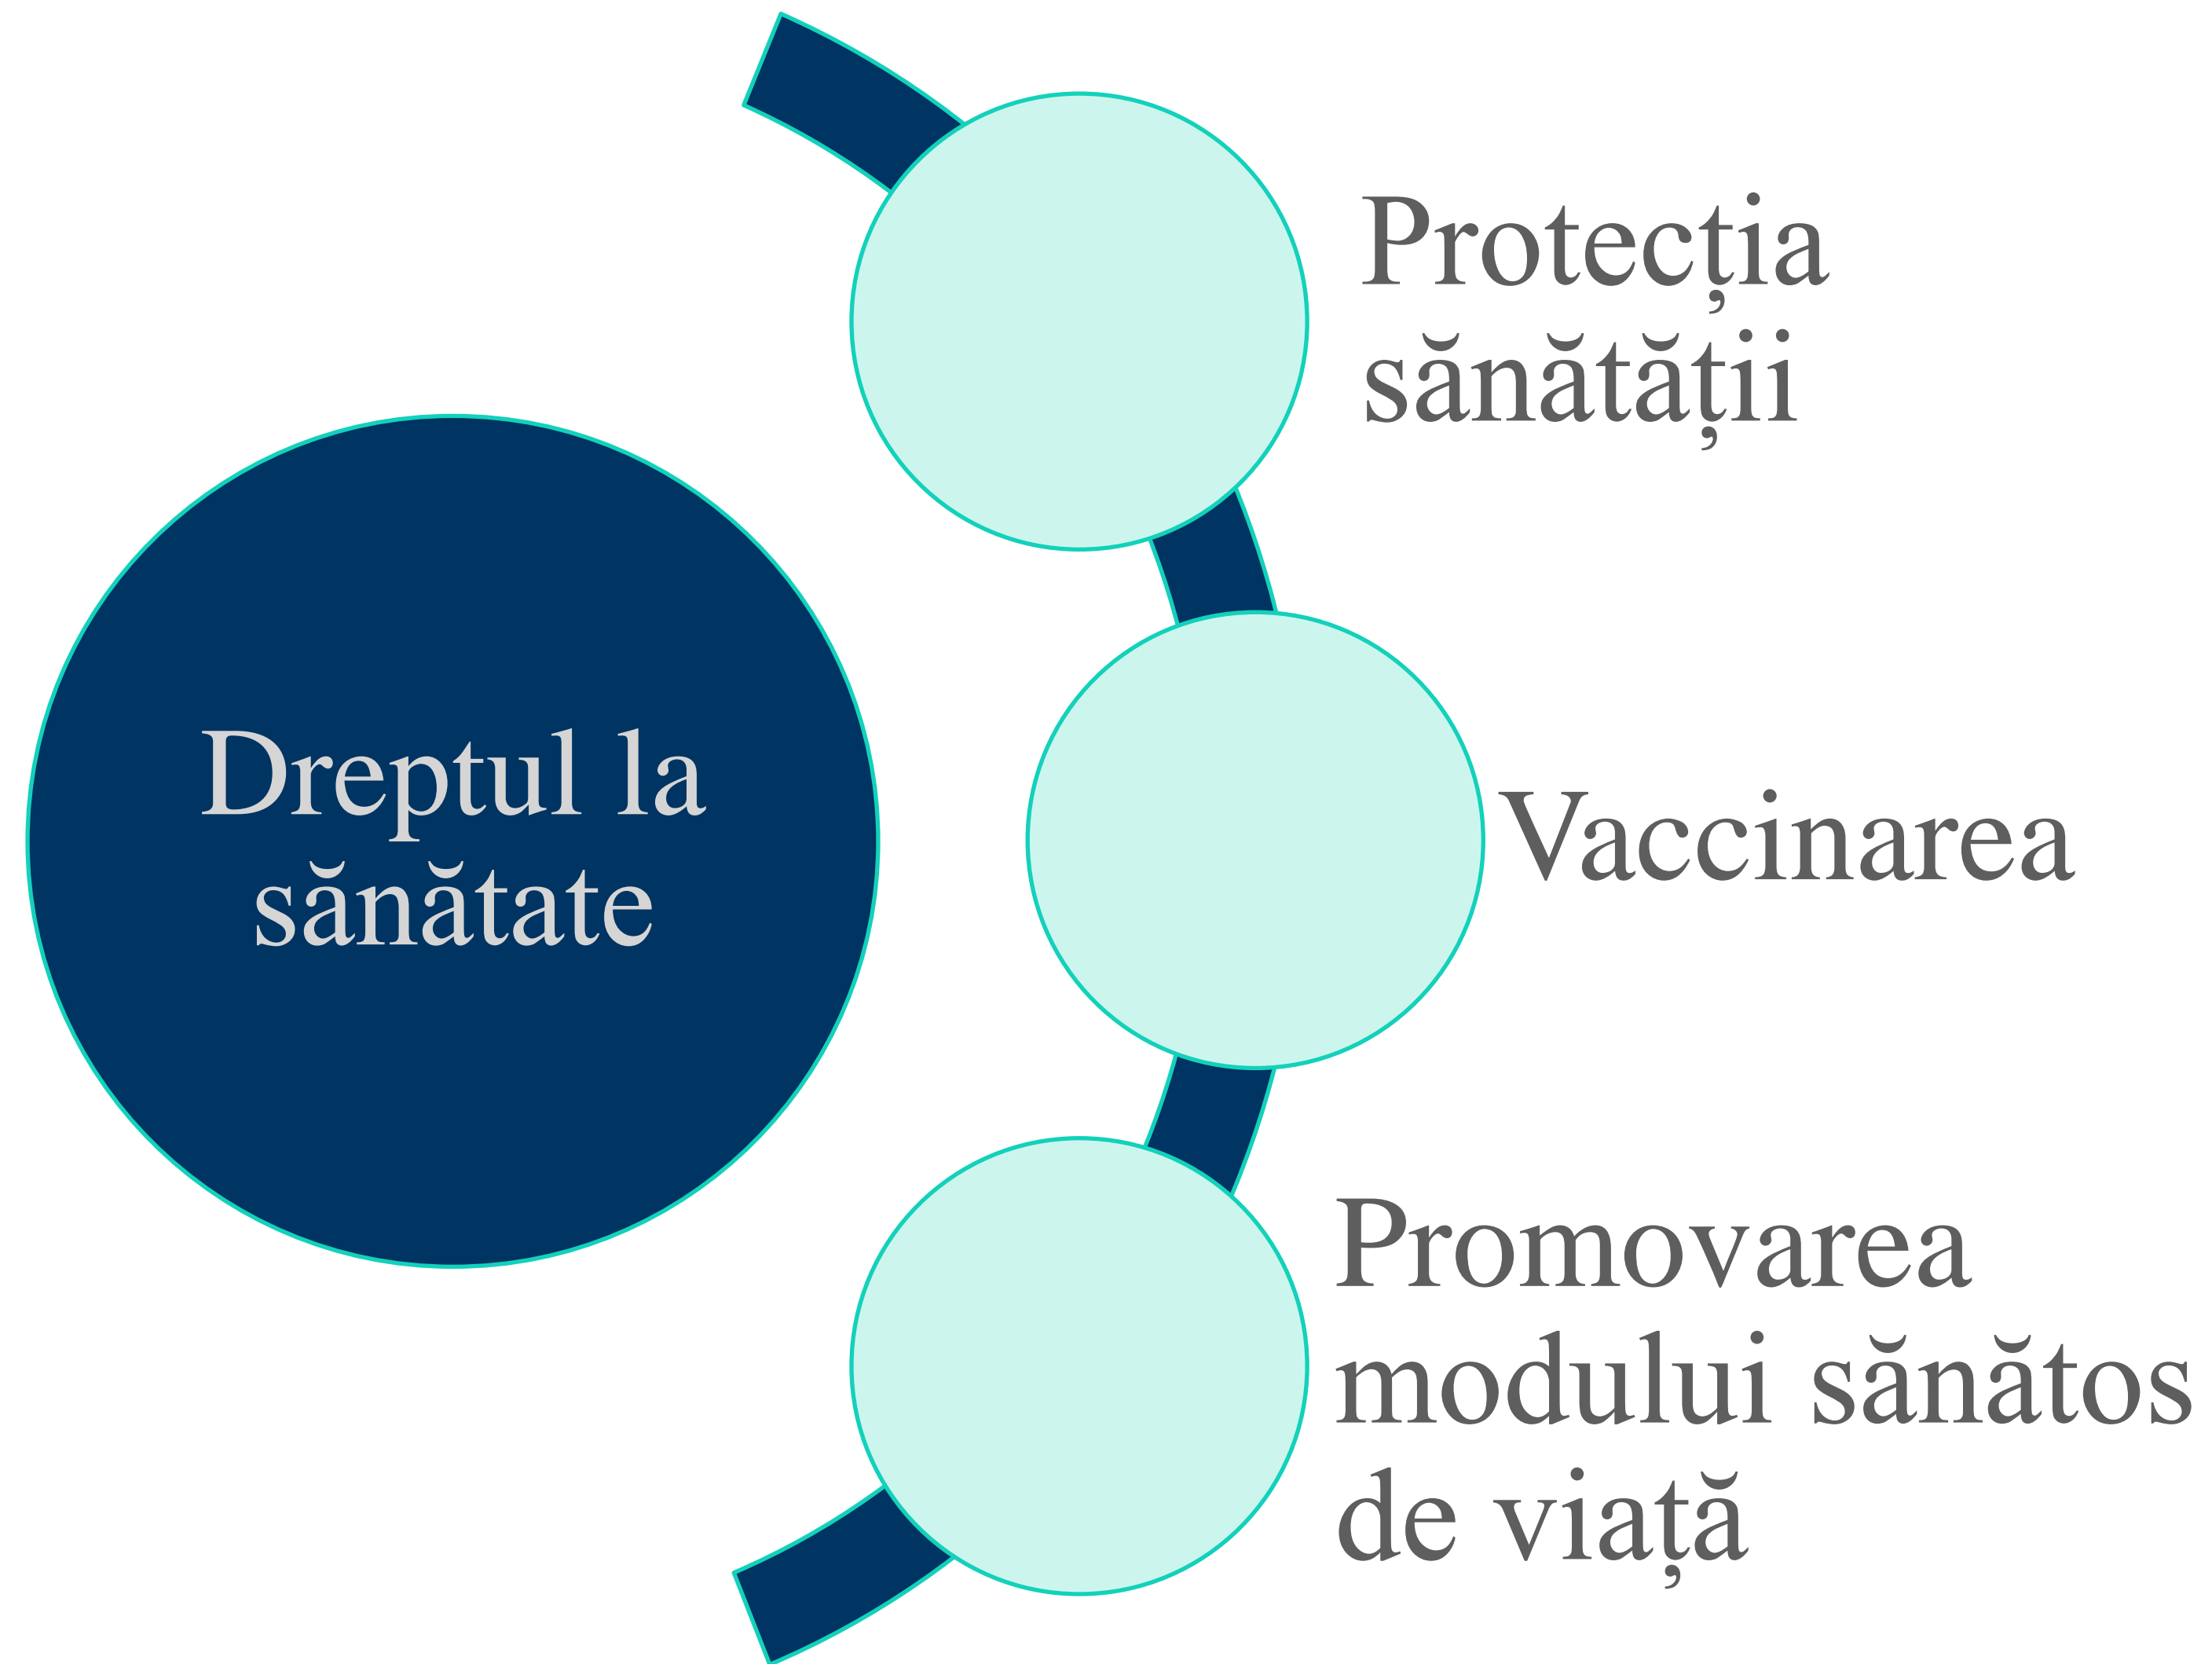 Dreptul la
sănătate
Protecția
sănătății
Vaccinarea
Promovarea
modului sănătos
de viață